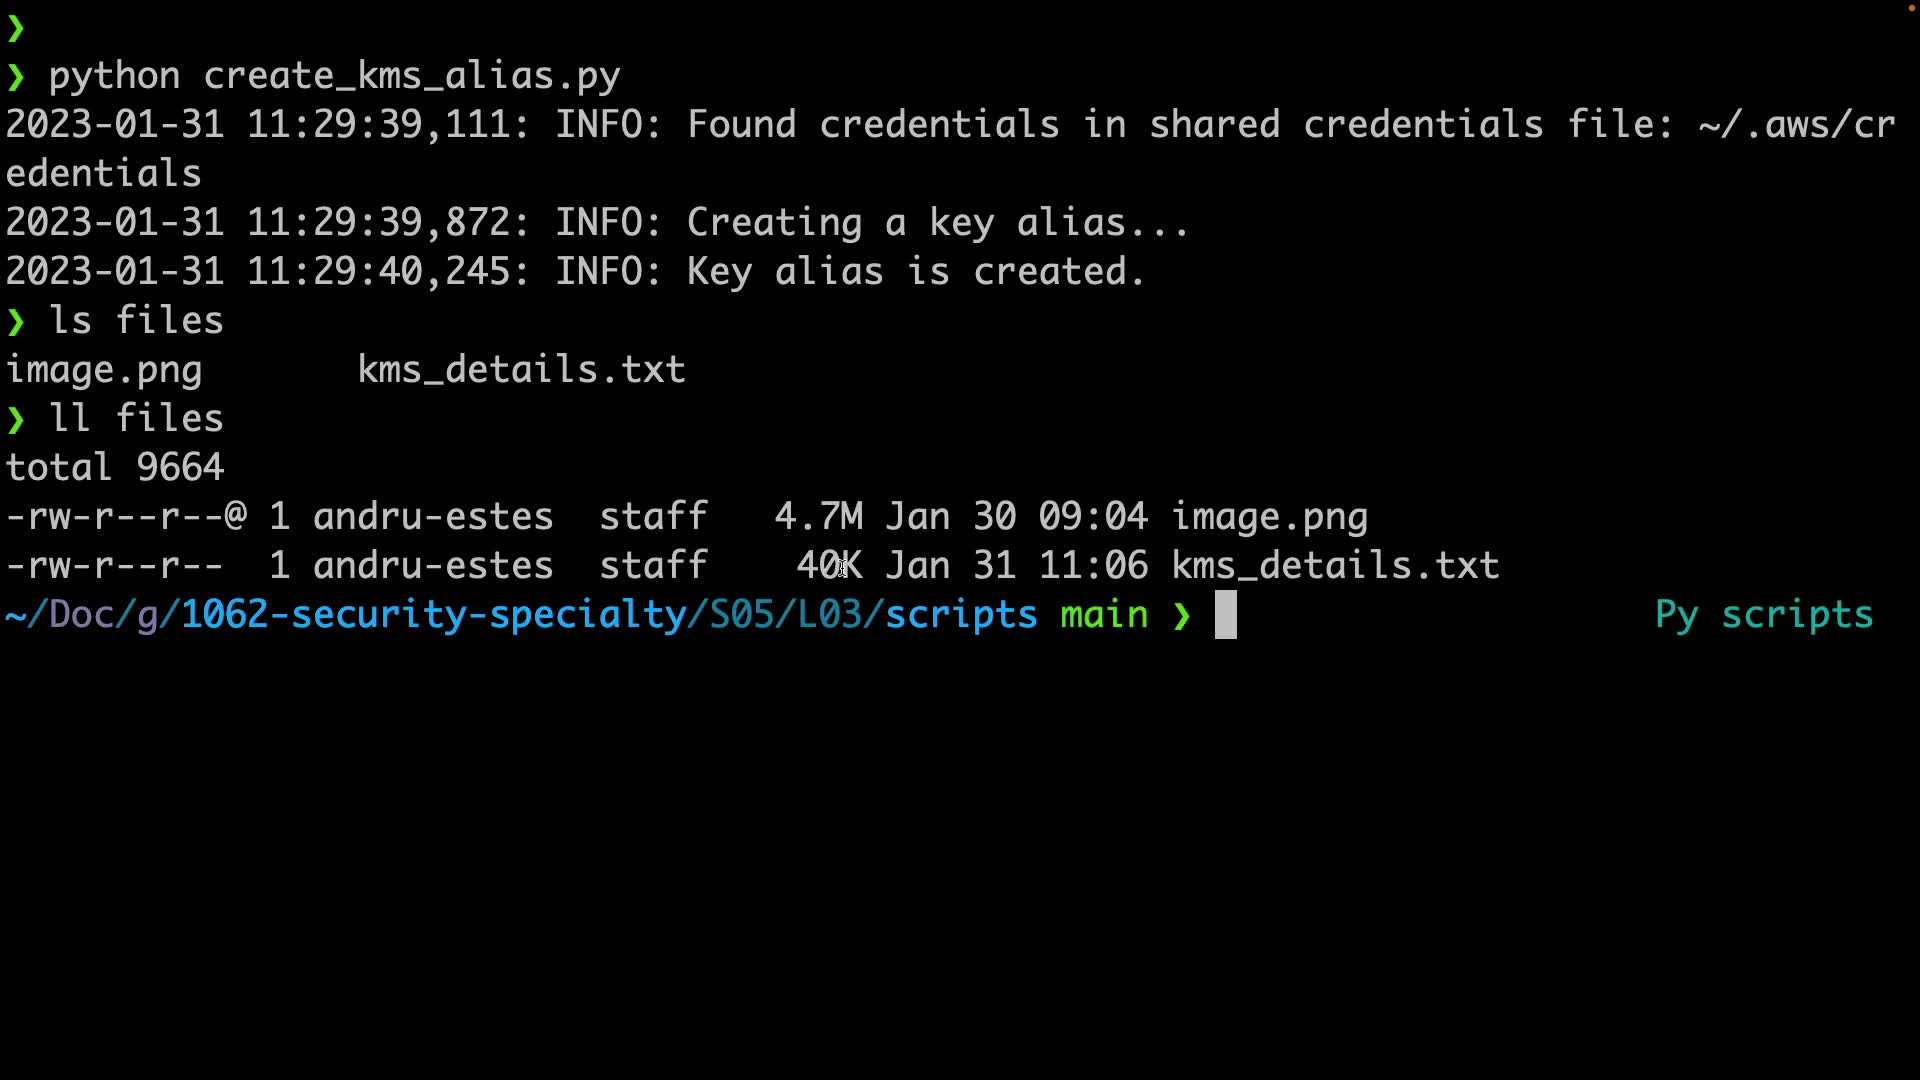 ❯
❯ python create_kms_alias.py
2023-01-31 11:29:39,111: INFO: Found credentials in shared credentials file: ~/.aws/cr
edentials
2023-01-31 11:29:39,872: INFO: Creating a key alias...
2023-01-31 11:29:40,245: INFO: Key alias is created.
❯ ls files
image.png       kms_details.txt
❯ ll files
total 9664
-rw-r--r--@ 1 andru-estes  staff   4.7M Jan 30 09:04 image.png
-rw-r--r--  1 andru-estes  staff    40K Jan 31 11:06 kms_details.txt
~/Doc/g/1062-security-specialty/S05/L03/scripts main ❯ Py scripts